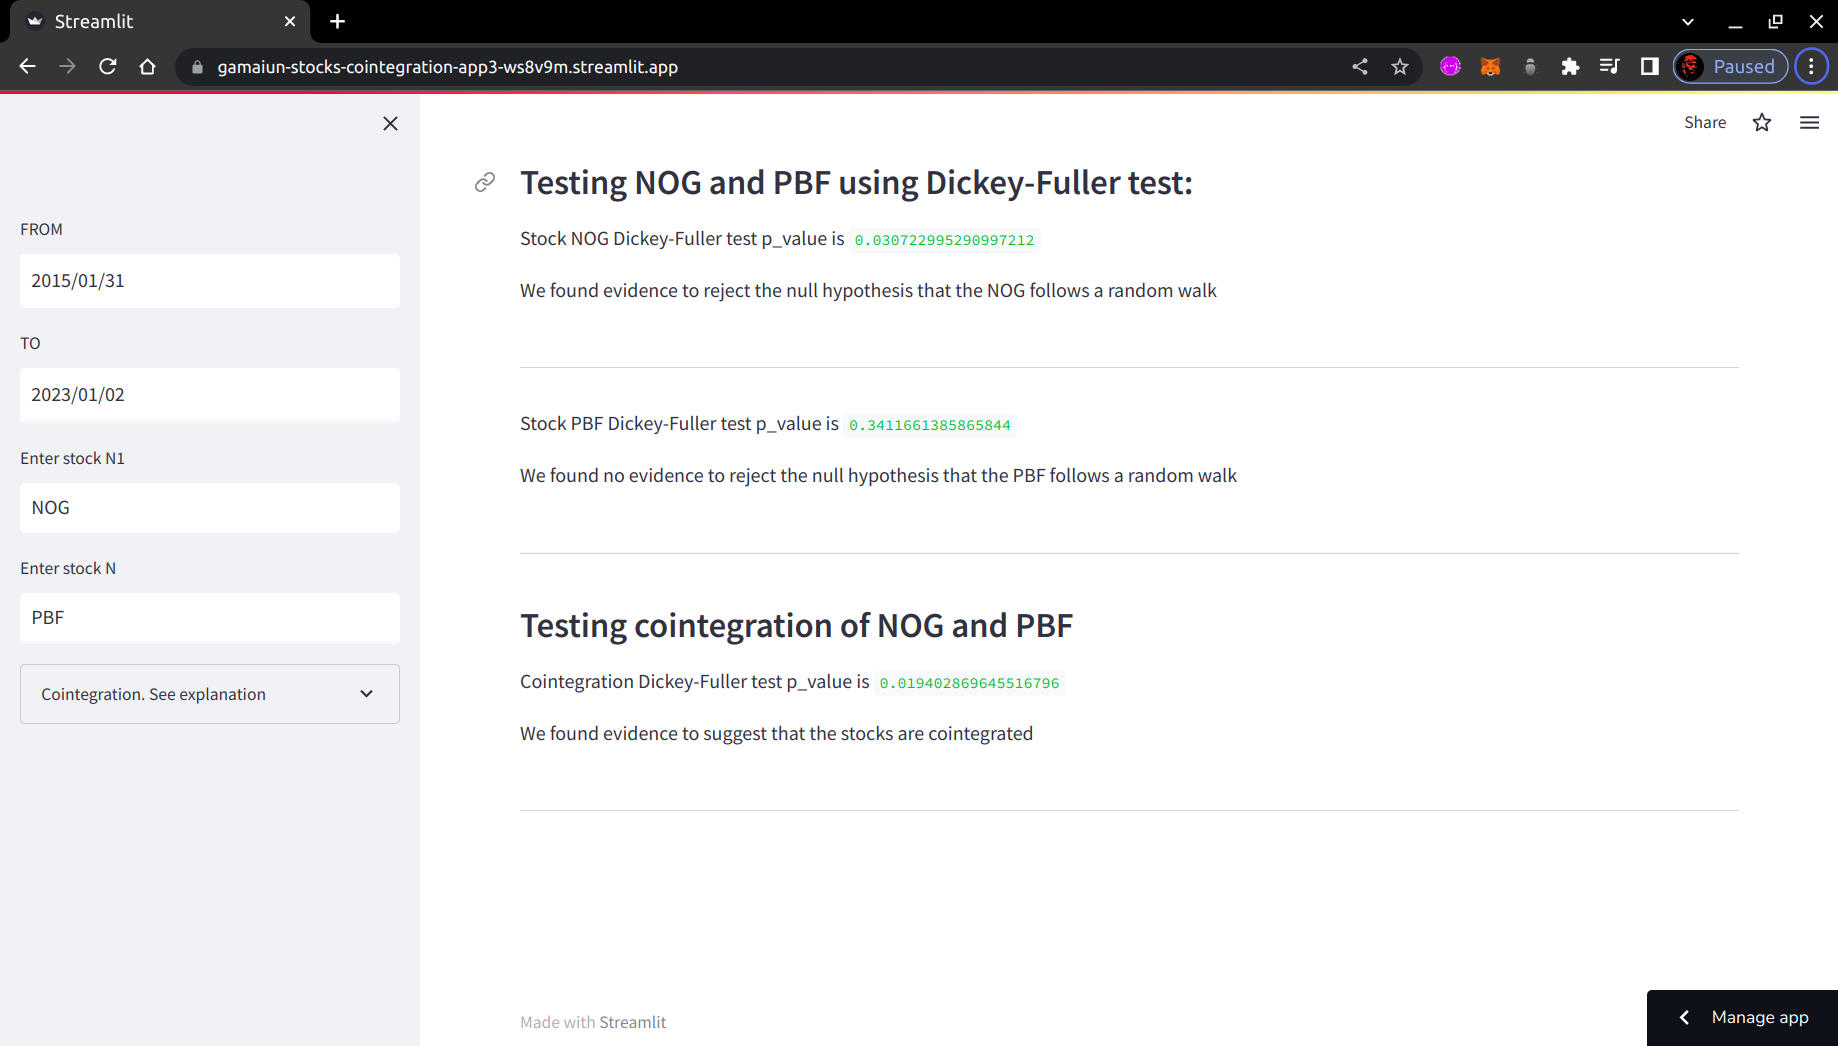 Streamlit
gamaiun-stocks-cointegration-app3-ws8v9m.streamlit.app
Paused
Share
FROM
2015/01/31
TO
2023/01/02
Enter stock N1
NOG
Enter stock N
PBF
Cointegration. See explanation
Testing NOG and PBF using Dickey-Fuller test:
Stock NOG Dickey-Fuller test p_value is 0.030722995290997212
We found evidence to reject the null hypothesis that the NOG follows a random walk
Stock PBF Dickey-Fuller test p_value is 0.3411661385865844
We found no evidence to reject the null hypothesis that the PBF follows a random walk
Testing cointegration of NOG and PBF
Cointegration Dickey-Fuller test p_value is 0.019402869645516796
We found evidence to suggest that the stocks are cointegrated
Made with Streamlit
Manage app